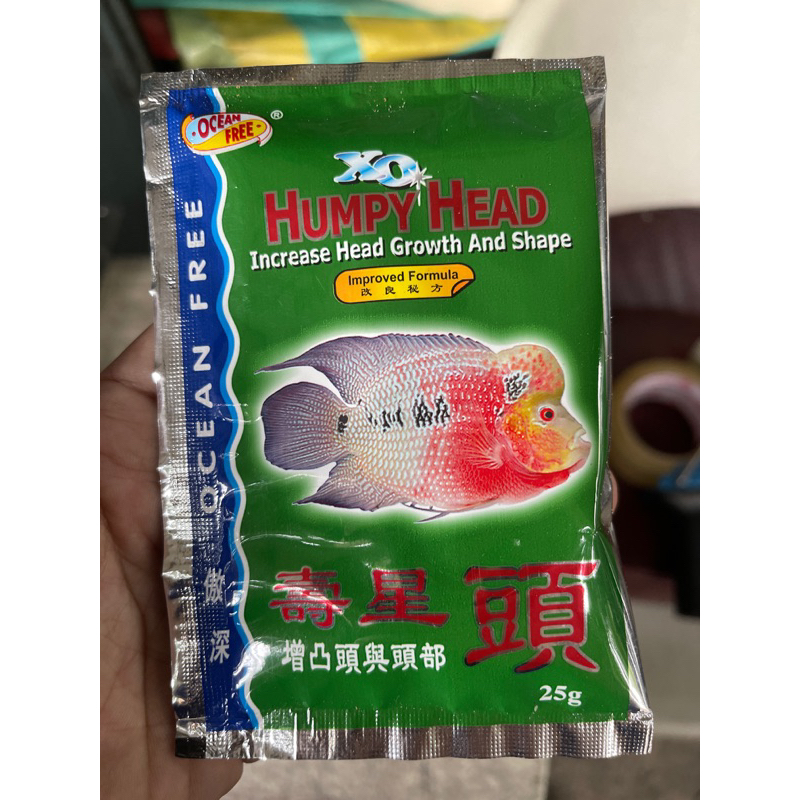 OCEAN
FREE
®
XO
HUMPY HEAD
Increase Head Growth And Shape
Improved Formula
改良秘方
OCEAN FREE
傲深
壽星頭
增凸頭與頭部
25g